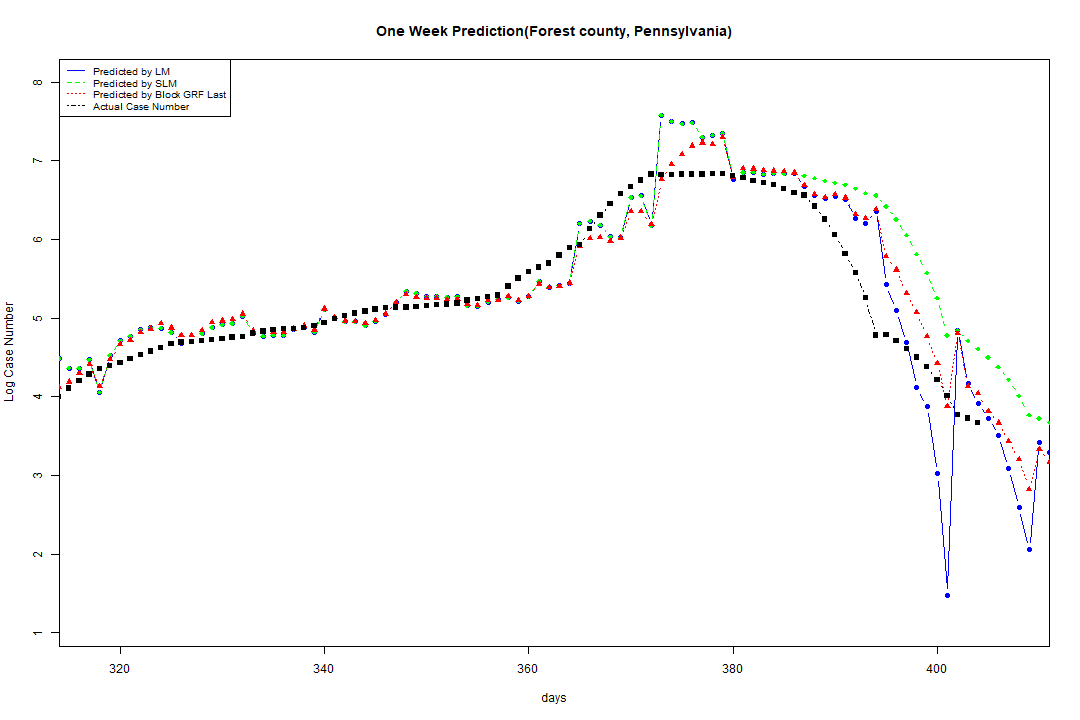 One Week Prediction(Forest county, Pennsylvania)
Predicted by LM
Predicted by SLM
Predicted by Block GRF Last
Actual Case Number
Log Case Number
8
7
6
5
4
3
2
1
320 340 360 380 400
days